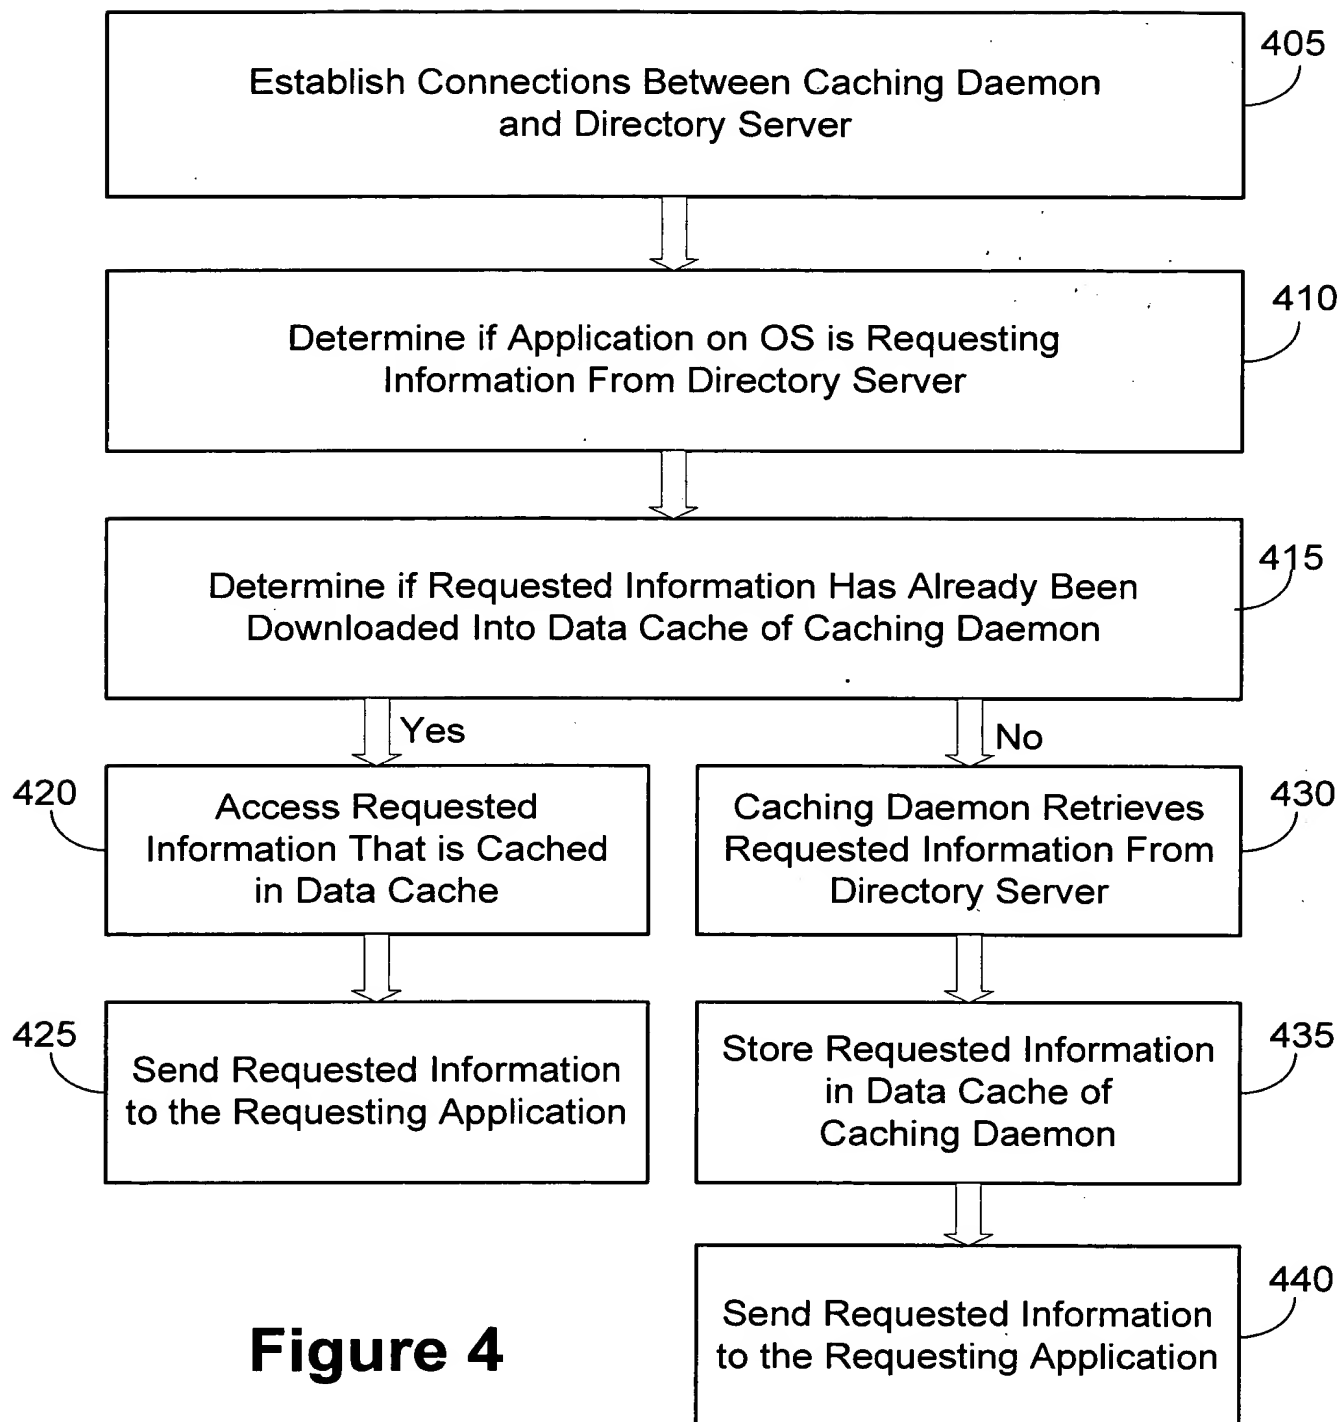 405
Establish Connections Between Caching Daemon
and Directory Server
410
Determine if Application on OS is Requesting
Information From Directory Server
415
Determine if Requested Information Has Already Been
Downloaded Into Data Cache of Caching Daemon
Yes
No
420
Access Requested
Information That is Cached
in Data Cache
430
Caching Daemon Retrieves
Requested Information From
Directory Server
425
Send Requested Information
to the Requesting Application
435
Store Requested Information
in Data Cache of
Caching Daemon
440
Send Requested Information
to the Requesting Application
Figure 4